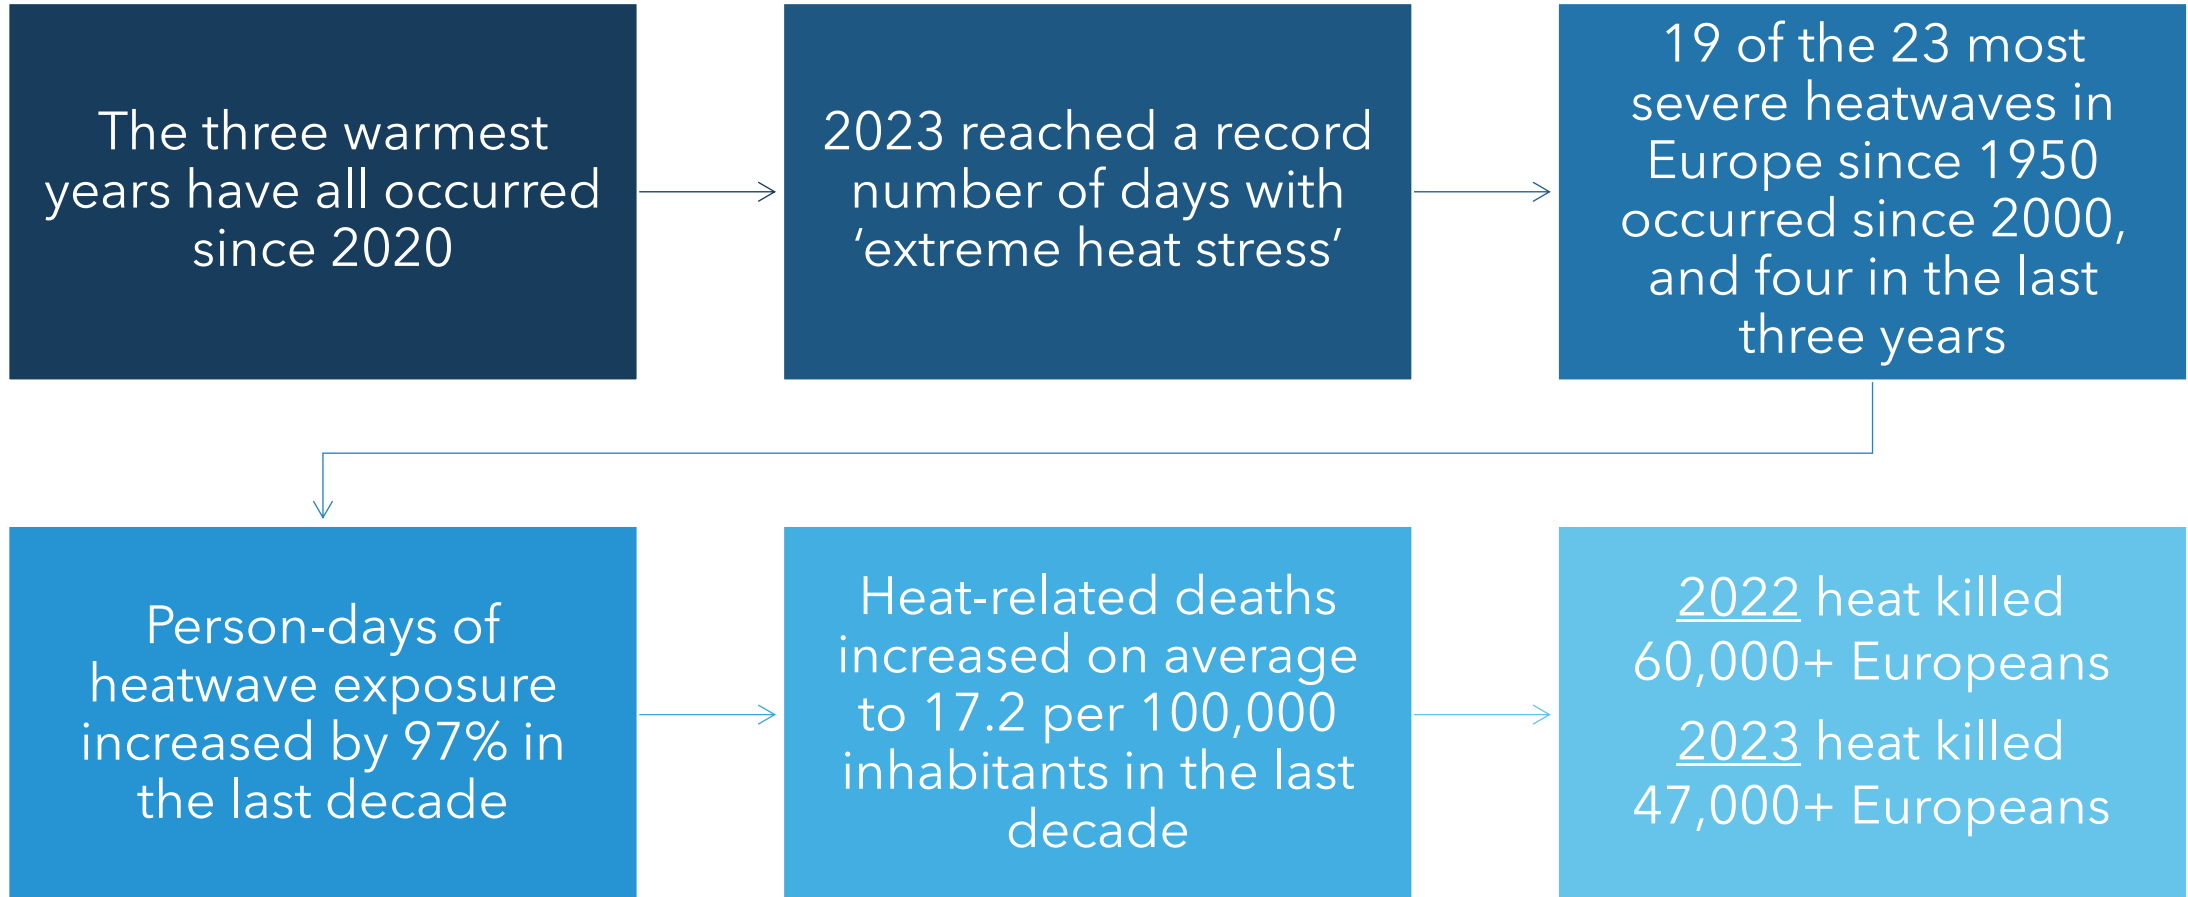 The three warmest
years have all occurred
since 2020
2023 reached a record
number of days with
‘extreme heat stress’
19 of the 23 most
severe heatwaves in
Europe since 1950
occurred since 2000,
and four in the last
three years
Person-days of
heatwave exposure
increased by 97% in
the last decade
Heat-related deaths
increased on average
to 17.2 per 100,000
inhabitants in the last
decade
2022 heat killed
60,000+ Europeans
2023 heat killed
47,000+ Europeans